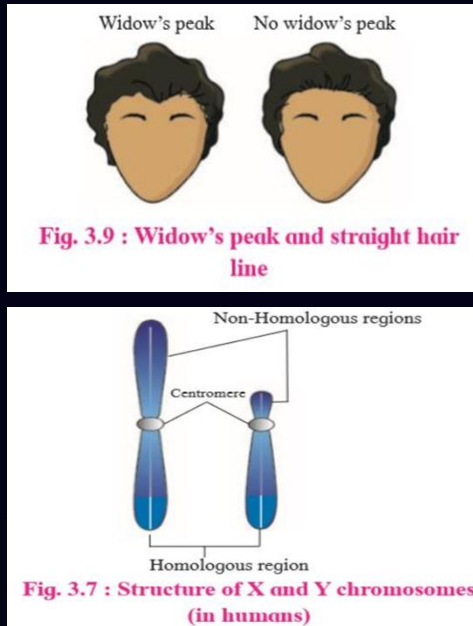 Widow's peak No widow's peak
Fig. 3.9 : Widow's peak and straight hair
line
Non-Homologous regions
Centromere
Homologous region
Fig. 3.7 : Structure of X and Y chromosomes
(in humans)